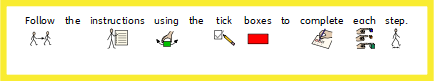 Follow the instructions using the tick boxes to complete each step.